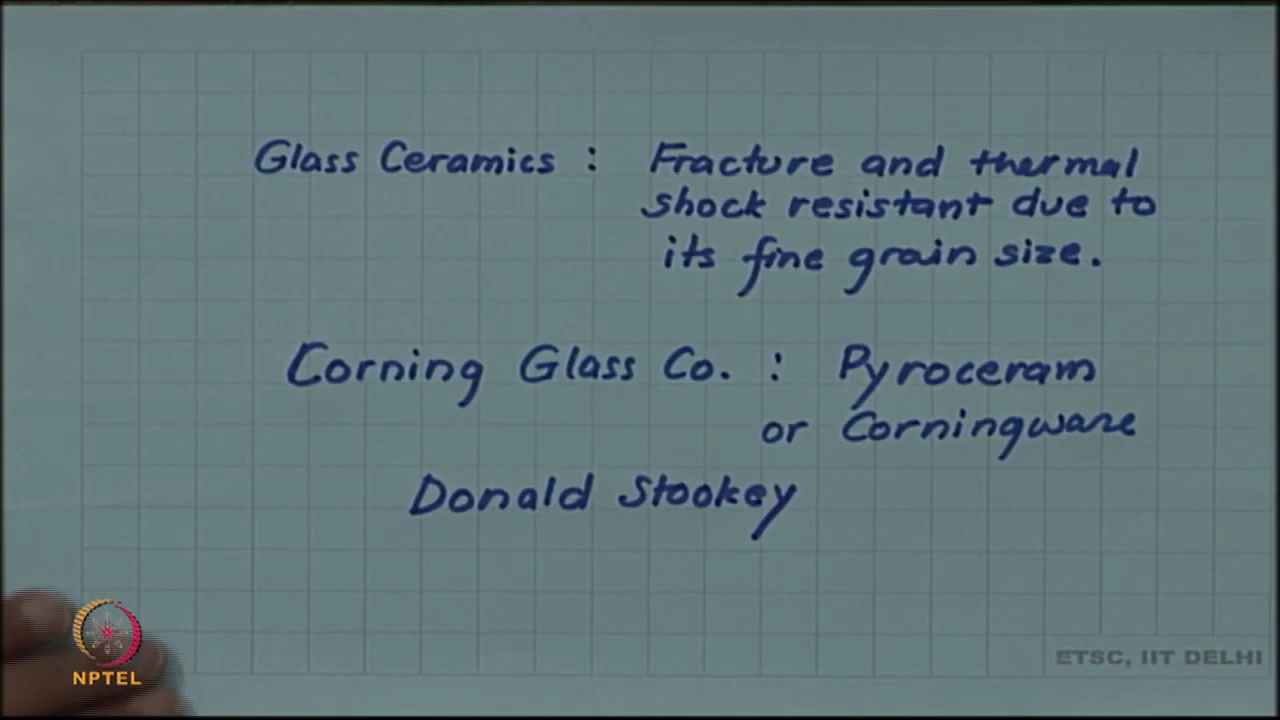 Glass Ceramics : Fracture and thermal
shock resistant due to
its fine grain size.
Corning Glass Co. : Pyroceram
or Corningware
Donald Stookey
NPTEL
ETSC, IIT DELHI